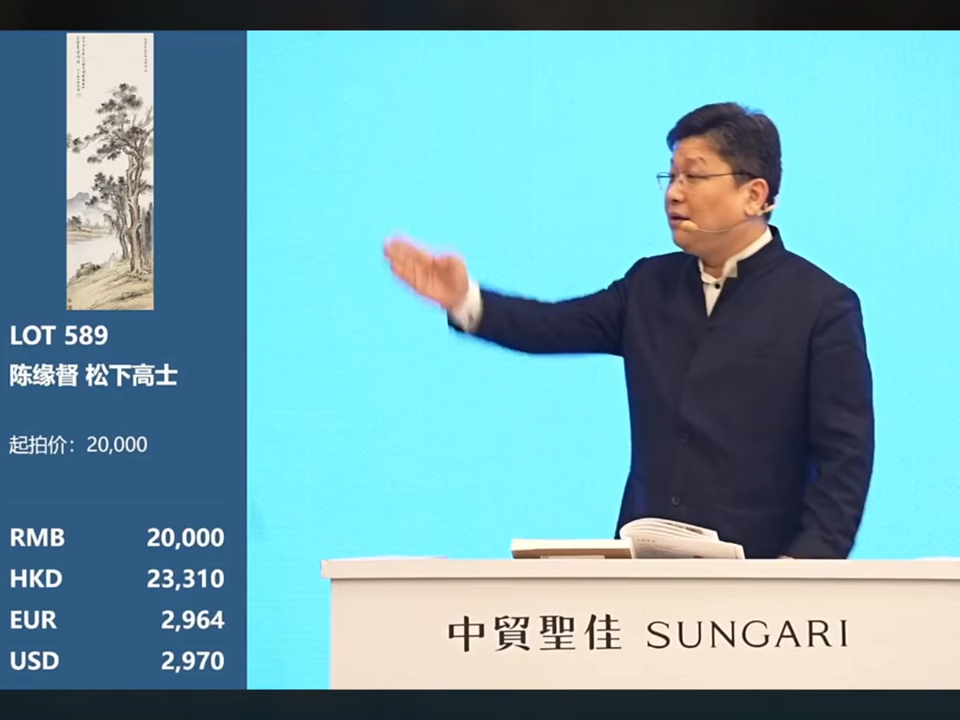 LOT 589
陈缘督 松下高士
起拍价：20,000
RMB 20,000
HKD 23,310
EUR 2,964
USD 2,970
中貿聖佳 SUNGARI